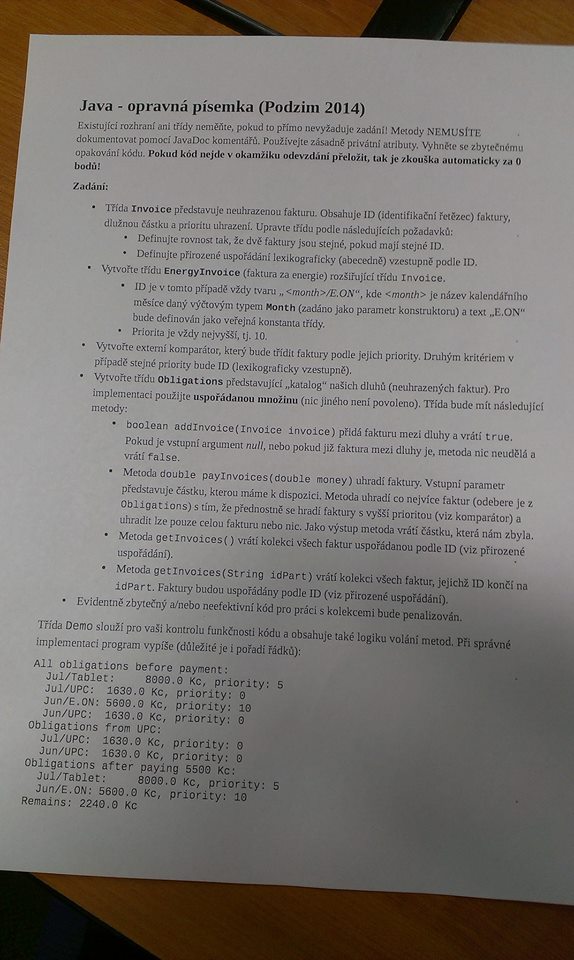 Java - opravná písemka (Podzim 2014)
Existující rozhraní ani třídy neměňte, pokud to přímo nevyžaduje zadání! Metody NEMUSÍTE
dokumentovat pomocí JavaDoc komentářů. Používejte zásadně privátní atributy. Vyhněte se zbytečnému
opakování kódu. Pokud kód nejde v okamžiku odevzdání přeložit, tak je zkouška automaticky za 0
bodů!
Zadání:
• Třída Invoice představuje neuhrazenou fakturu. Obsahuje ID (identifikační řetězec) faktury,
dlužnou částku a prioritu uhrazení. Upravte třídu podle následujících požadavků:
• Definujte rovnost tak, že dvě faktury jsou stejné, pokud mají stejné ID.
• Definujte přirozené uspořádání lexikograficky (abecedně) vzestupně podle ID.
• Vytvořte třídu EnergyInvoice (faktura za energie) rozšiřující třídu Invoice.
• ID je v tomto případě vždy tvaru „<month>/E.ON“, kde <month> je název kalendářního
měsíce daný výčtovým typem Month (zadáno jako parametr konstruktoru) a text „E.ON“
bude definován jako veřejná konstanta třídy.
• Priorita je vždy nejvyšší, tj. 10.
• Vytvořte externí komparátor, který bude třídit faktury podle jejich priority. Druhým kritériem v
případě stejné priority bude ID (lexikograficky vzestupně).
• Vytvořte třídu Obligations představující „katalog“ našich dluhů (neuhrazených faktur). Pro
implementaci použijte uspořádanou množinu (nic jiného není povoleno). Třída bude mít následující
metody:
• boolean addInvoice(Invoice invoice) přidá fakturu mezi dluhy a vrátí true.
Pokud je vstupní argument null, nebo pokud již faktura mezi dluhy je, metoda nic neudělá a
vrátí false.
• Metoda double payInvoices(double money) uhradí faktury. Vstupní parametr
představuje částku, kterou máme k dispozici. Metoda uhradí co nejvíce faktur (odebere je z
Obligations) s tím, že přednostně se hradí faktury s vyšší prioritou (viz komparátor) a
uhradit lze pouze celou fakturu nebo nic. Jako výstup metoda vrátí částku, která nám zbyla.
• Metoda getInvoices() vrátí kolekci všech faktur uspořádanou podle ID (viz přirozené
uspořádání).
• Metoda getInvoices(String idPart) vrátí kolekci všech faktur, jejichž ID končí na
idPart. Faktury budou uspořádány podle ID (viz přirozené uspořádání).
• Evidentně zbytečný a/nebo neefektivní kód pro práci s kolekcemi bude penalizován.
Třída Demo slouží pro vaši kontrolu funkčnosti kódu a obsahuje také logiku volání metod. Při správné
implementaci program vypíše (důležité je i pořadí řádků):
All obligations before payment:
Jul/Tablet: 8000.0 Kc, priority: 5
Jul/UPC: 1630.0 Kc, priority: 0
Jun/E.ON: 5600.0 Kc, priority: 10
Jun/UPC: 1630.0 Kc, priority: 0
Obligations from UPC:
Jul/UPC: 1630.0 Kc, priority: 0
Jun/UPC: 1630.0 Kc, priority: 0
Obligations after paying 5500 Kc:
Jul/Tablet: 8000.0 Kc, priority: 5
Jun/E.ON: 5600.0 Kc, priority: 10
Remains: 2240.0 Kc